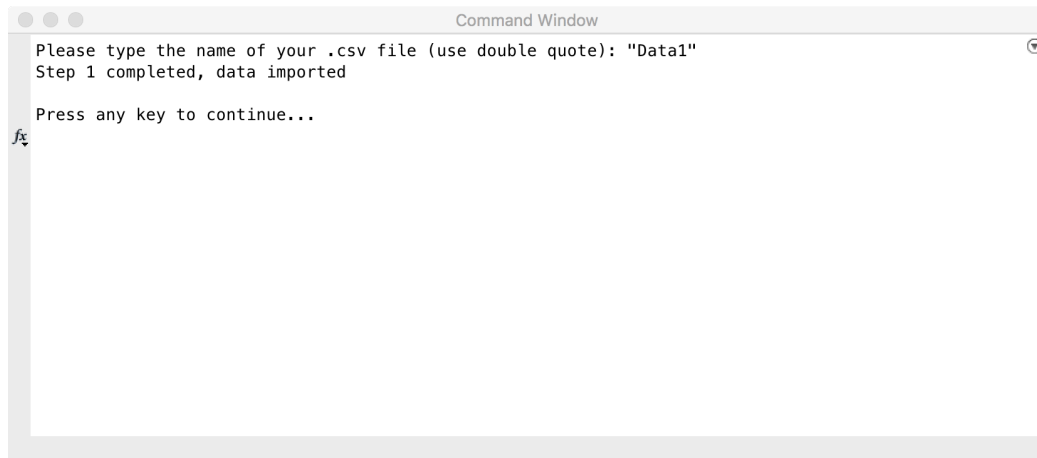 Command Window
Please type the name of your .csv file (use double quote): "Data1"
Step 1 completed, data imported
Press any key to continue...
fx